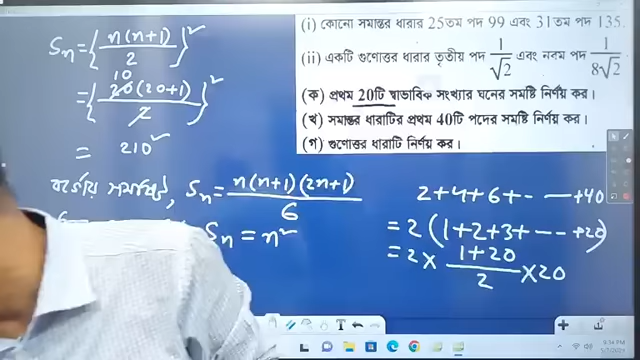 (i) কোনো সমান্তর ধারার 25তম পদ 99 এবং 31তম পদ 135.
(ii) একটি গুণোত্তর ধারার তৃতীয় পদ 1/√2 এবং নবম পদ 1/8√2
(ক) প্রথম 20টি স্বাভাবিক সংখ্যার ঘনের সমষ্টি নির্ণয় কর।
(খ) সমান্তর ধারাটির প্রথম 40টি পদের সমষ্টি নির্ণয় কর।
(গ) গুণোত্তর ধারাটি নির্ণয় কর।
Sn = {n(n+1)/2}²
= {20(20+1)/2}²
10
= 210²
বর্গের সমষ্টি, Sn = n(n+1)(2n+1)/6
Sn = n²
2+4+6+- —+40
= 2(1+2+3+---+20)
= 2 × 1+20/2 × 20